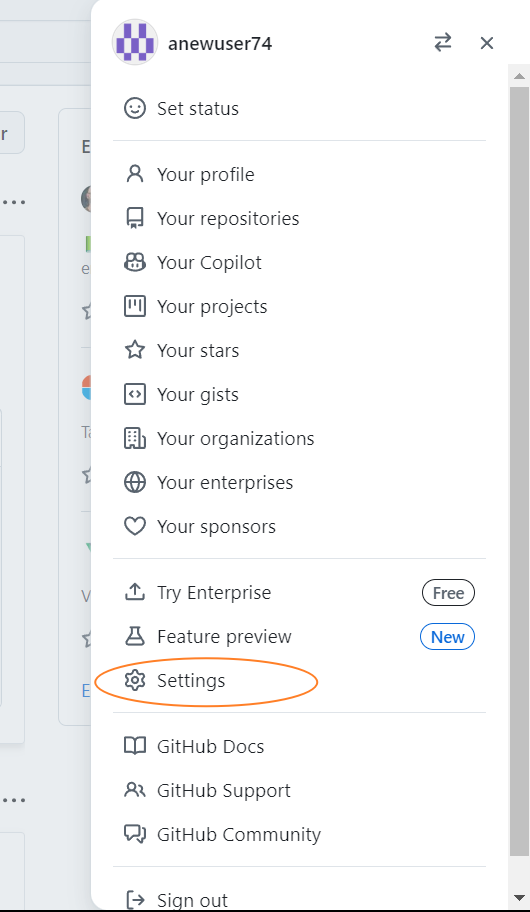 anewuser74
Set status
Your profile
Your repositories
Your Copilot
Your projects
Your stars
Your gists
Your organizations
Your enterprises
Your sponsors
Try Enterprise Free
Feature preview New
Settings
GitHub Docs
GitHub Support
GitHub Community
Sign out